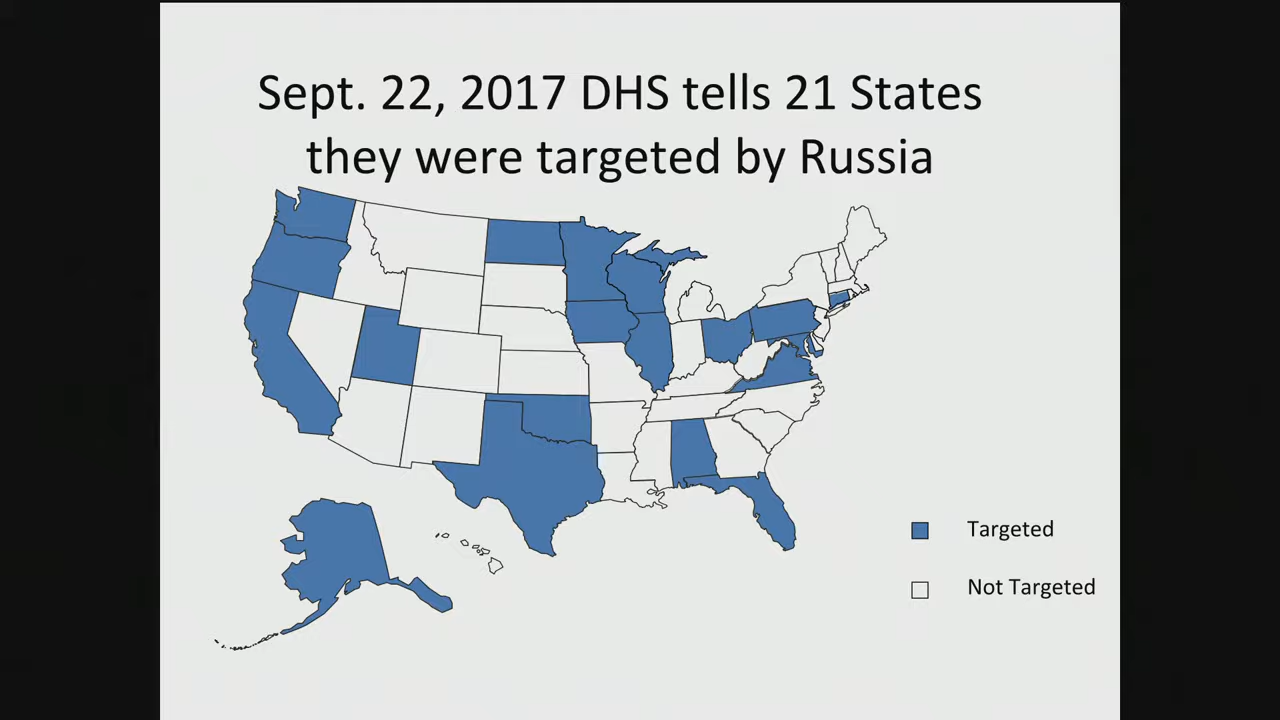 Sept. 22, 2017 DHS tells 21 States
they were targeted by Russia
Targeted
Not Targeted